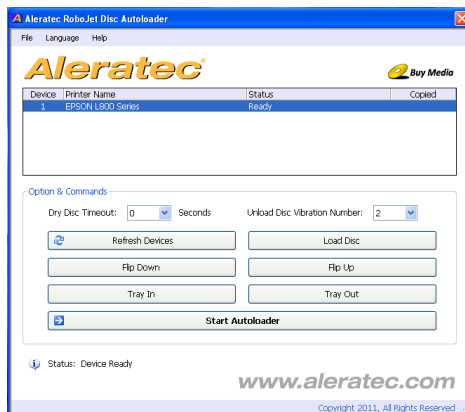 Aleratec RoboJet Disc Autoloader
File Language Help
Aleratec
Buy Media
Device Printer Name Status Copied
1 EPSON L800 Series Ready
Option & Commands
Dry Disc Timeout: 0 Seconds Unload Disc Vibration Number: 2
Refresh Devices Load Disc
Flip Down Flip Up
Tray In Tray Out
Start Autoloader
Status: Device Ready
www.aleratec.com
Copyright 2011, All Rights Reserved